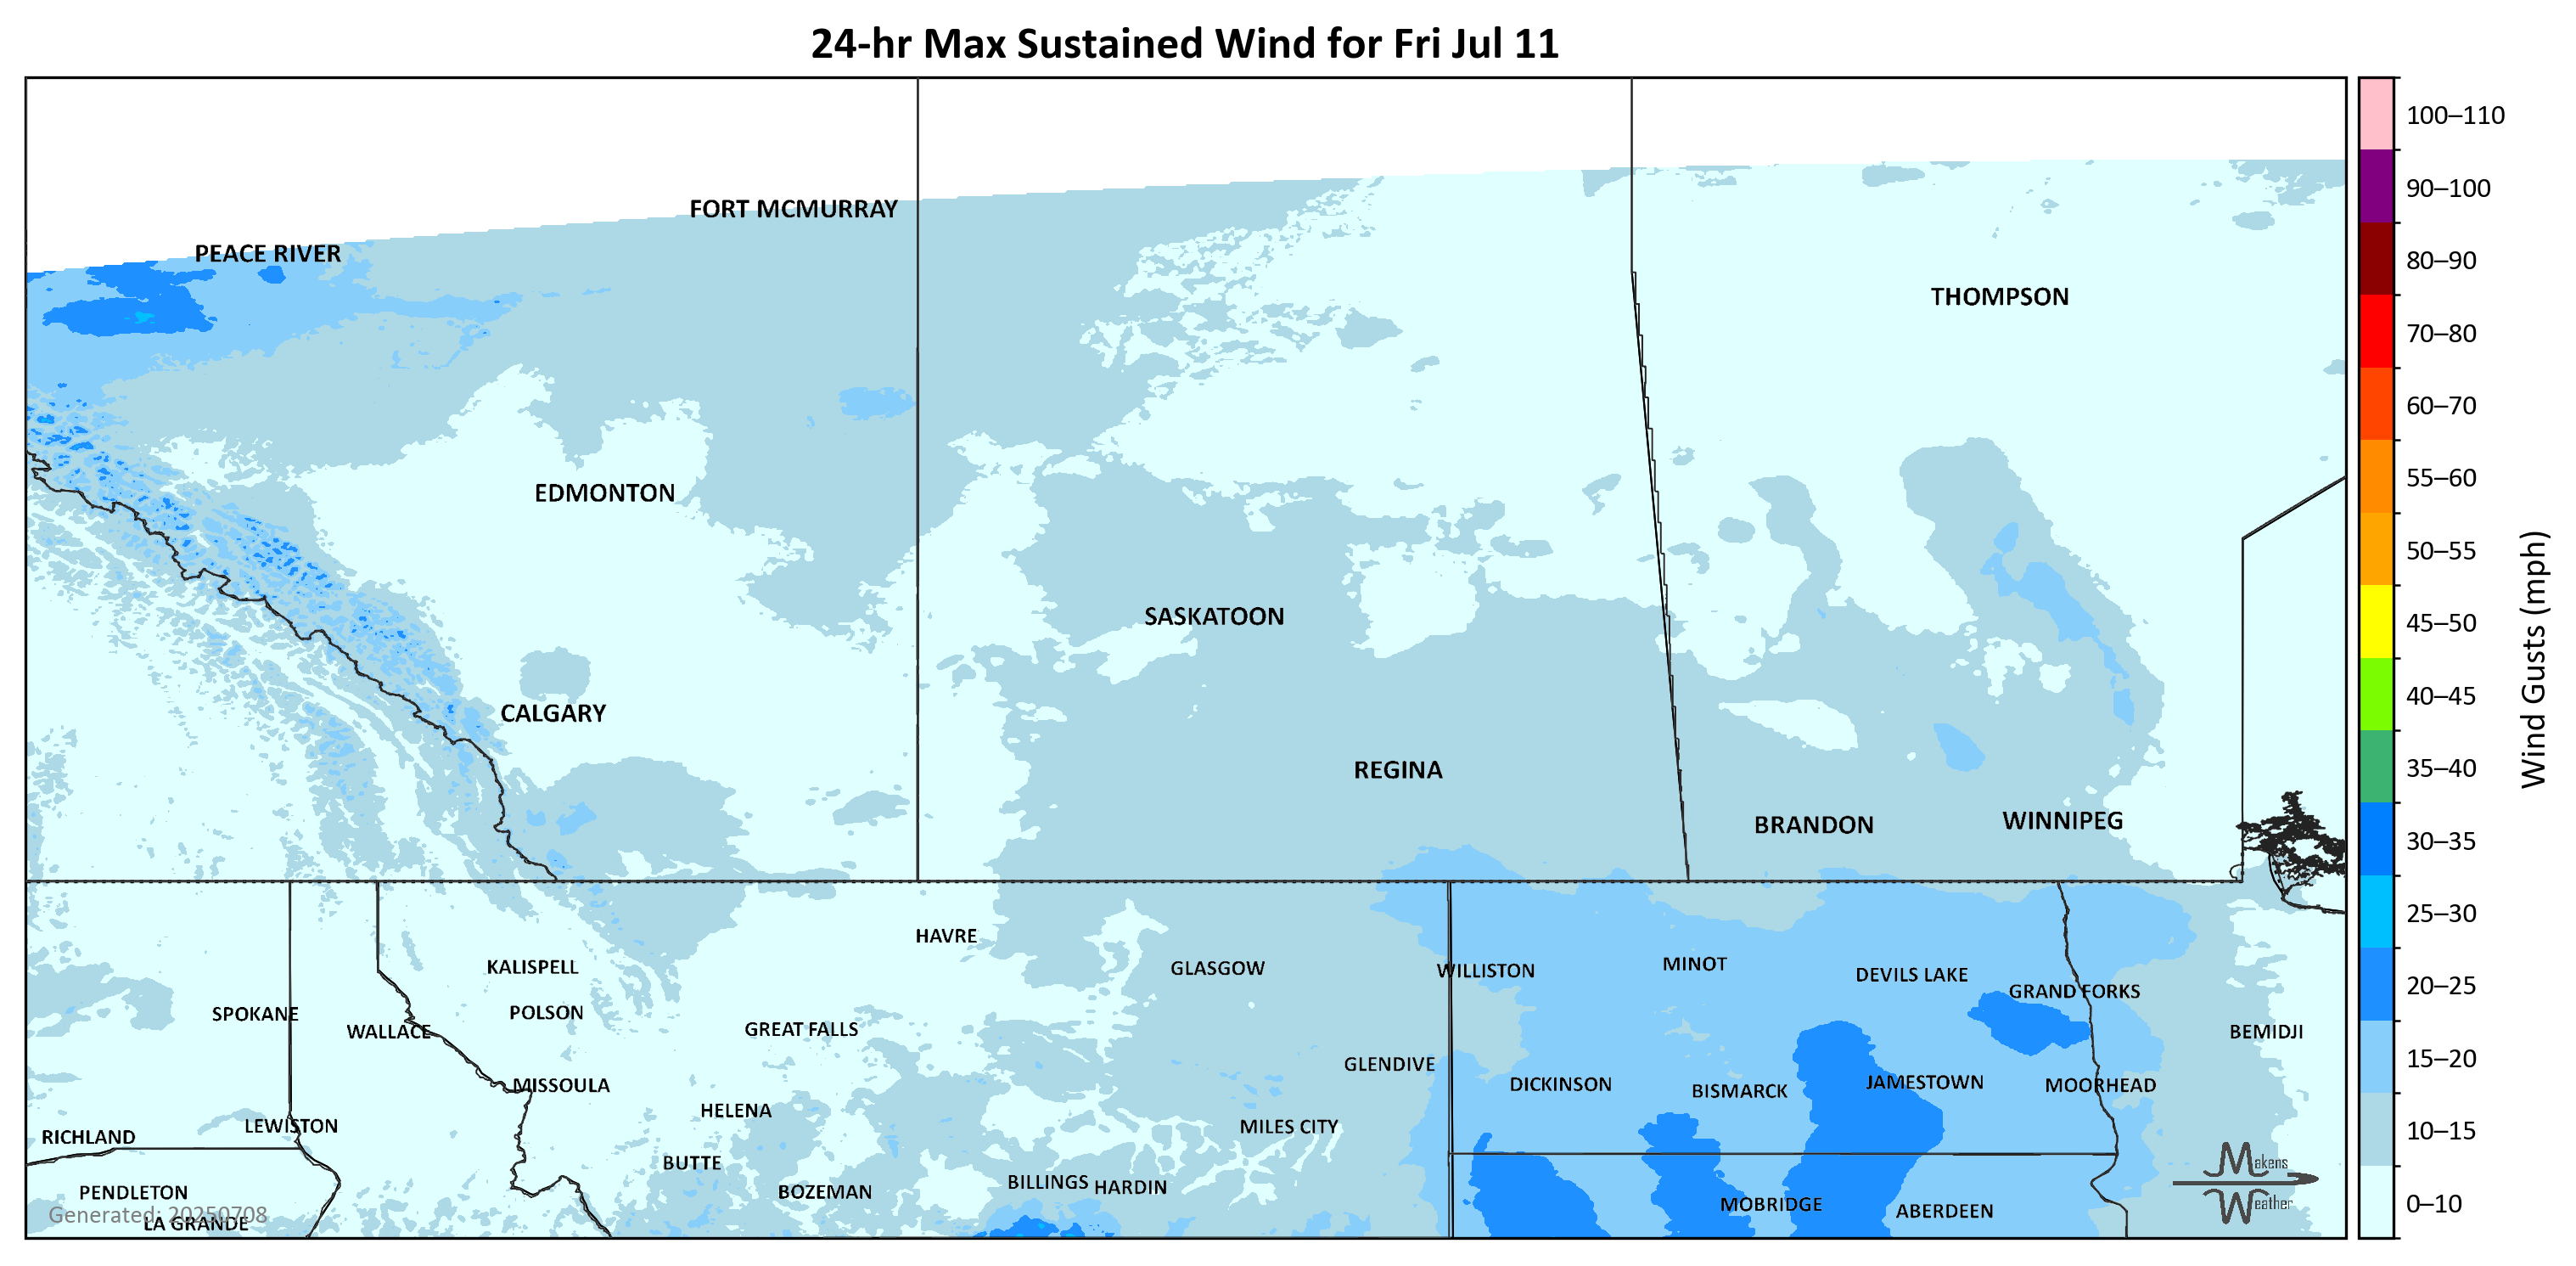 24-hr Max Sustained Wind for Fri Jul 11
FORT MCMURRAY
PEACE RIVER
THOMPSON
EDMONTON
SASKATOON
CALGARY
REGINA
BRANDON
WINNIPEG
HAVRE
KALISPELL
GLASGOW
WILLISTON
MINOT
DEVILS LAKE
GRAND FORKS
SPOKANE
POLSON
WALLACE
GREAT FALLS
BEMIDJI
GLENDIVE
MISSOULA
DICKINSON
BISMARCK
JAMESTOWN
MOORHEAD
HELENA
LEWISTON
MILES CITY
RICHLAND
BUTTE
BILLINGS
HARDIN
PENDLETON
BOZEMAN
MOBRIDGE
ABERDEEN
Generated: 20250708
LA GRANDE
Makens
Weather
100–110
90–100
80–90
70–80
60–70
55–60
50–55
45–50
40–45
35–40
30–35
25–30
20–25
15–20
10–15
0–10
Wind Gusts (mph)